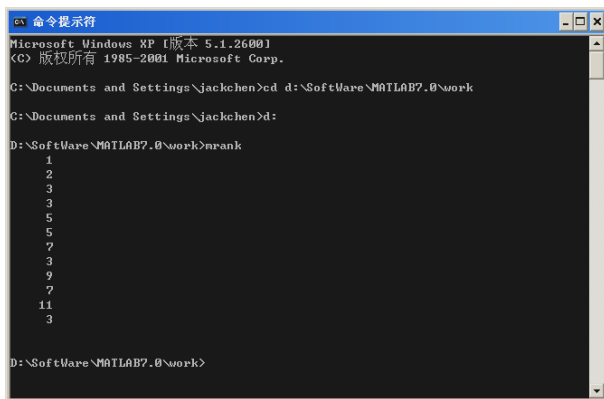 命令提示符
Microsoft Windows XP [版本 5.1.2600]
(C) 版权所有 1985-2001 Microsoft Corp.
C:\Documents and Settings\jackchen>cd d:\SoftWare\MATLAB7.0\work
C:\Documents and Settings\jackchen>d:
D:\SoftWare\MATLAB7.0\work>mrank
1
2
3
3
5
5
7
3
9
7
11
3
D:\SoftWare\MATLAB7.0\work>